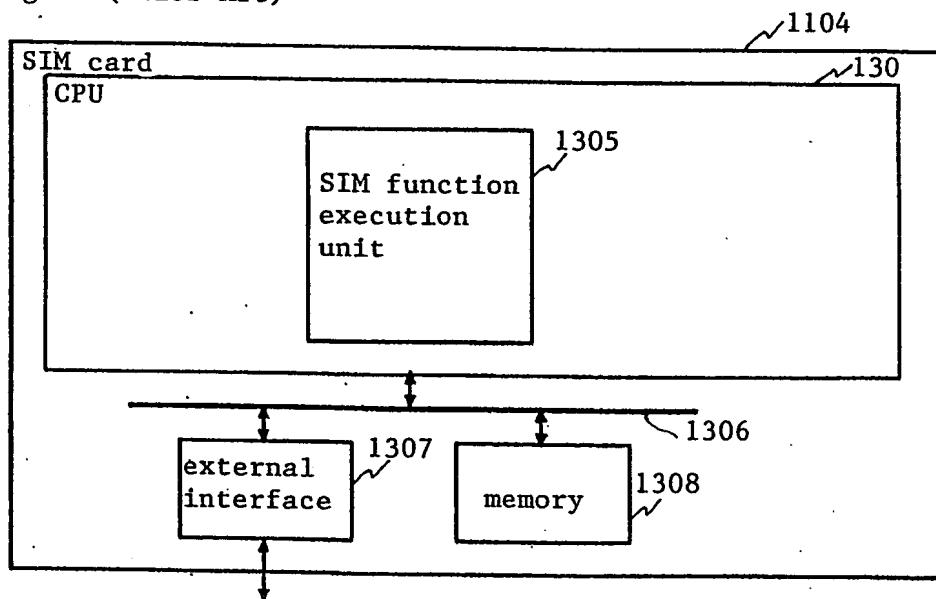 1104
SIM card
130
CPU
1305
SIM function
execution
unit
1306
1307
external
interface
1308
memory